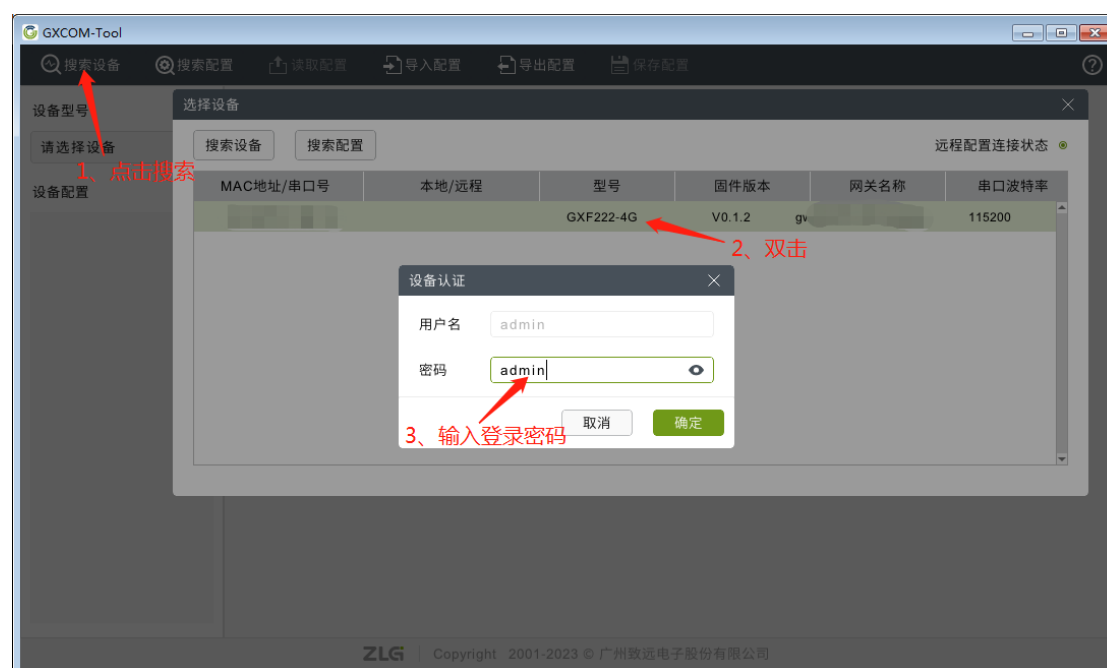 GXCOM-Tool
搜索设备 搜索配置 读取配置 导入配置 导出配置 保存配置
设备型号
选择设备
请选择设备
搜索设备 搜索配置 远程配置连接状态
1、点击搜索
设备配置
MAC地址/串口号 本地/远程 型号 固件版本 网关名称 串口波特率
GXF222-4G V0.1.2 115200
2、双击
设备认证
用户名 admin
密码 admin
3、输入登录密码
取消 确定
ZLG Copyright 2001-2023 © 广州致远电子股份有限公司